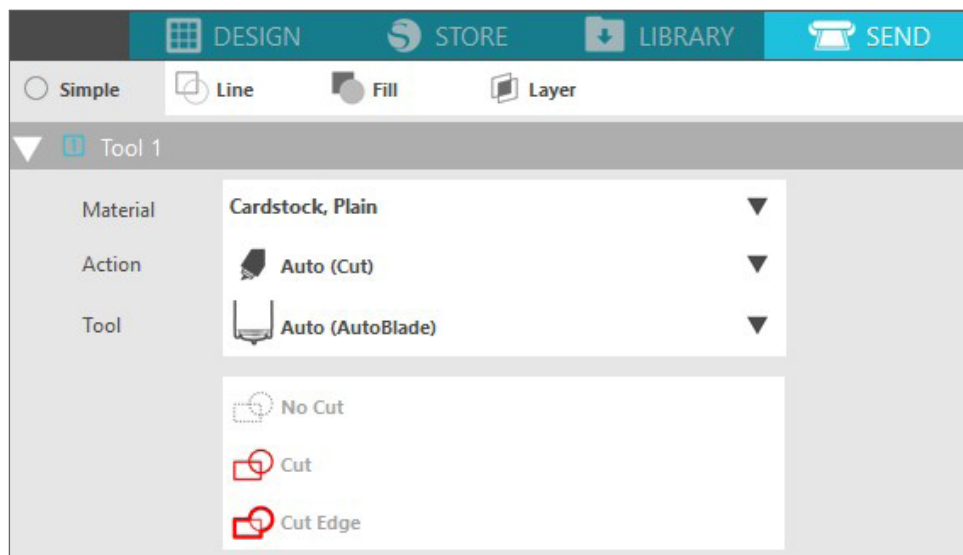 DESIGN STORE LIBRARY SEND
Simple Line Fill Layer
1 Tool 1
Material Cardstock, Plain
Action Auto (Cut)
Tool Auto (AutoBlade)
No Cut
Cut
Cut Edge